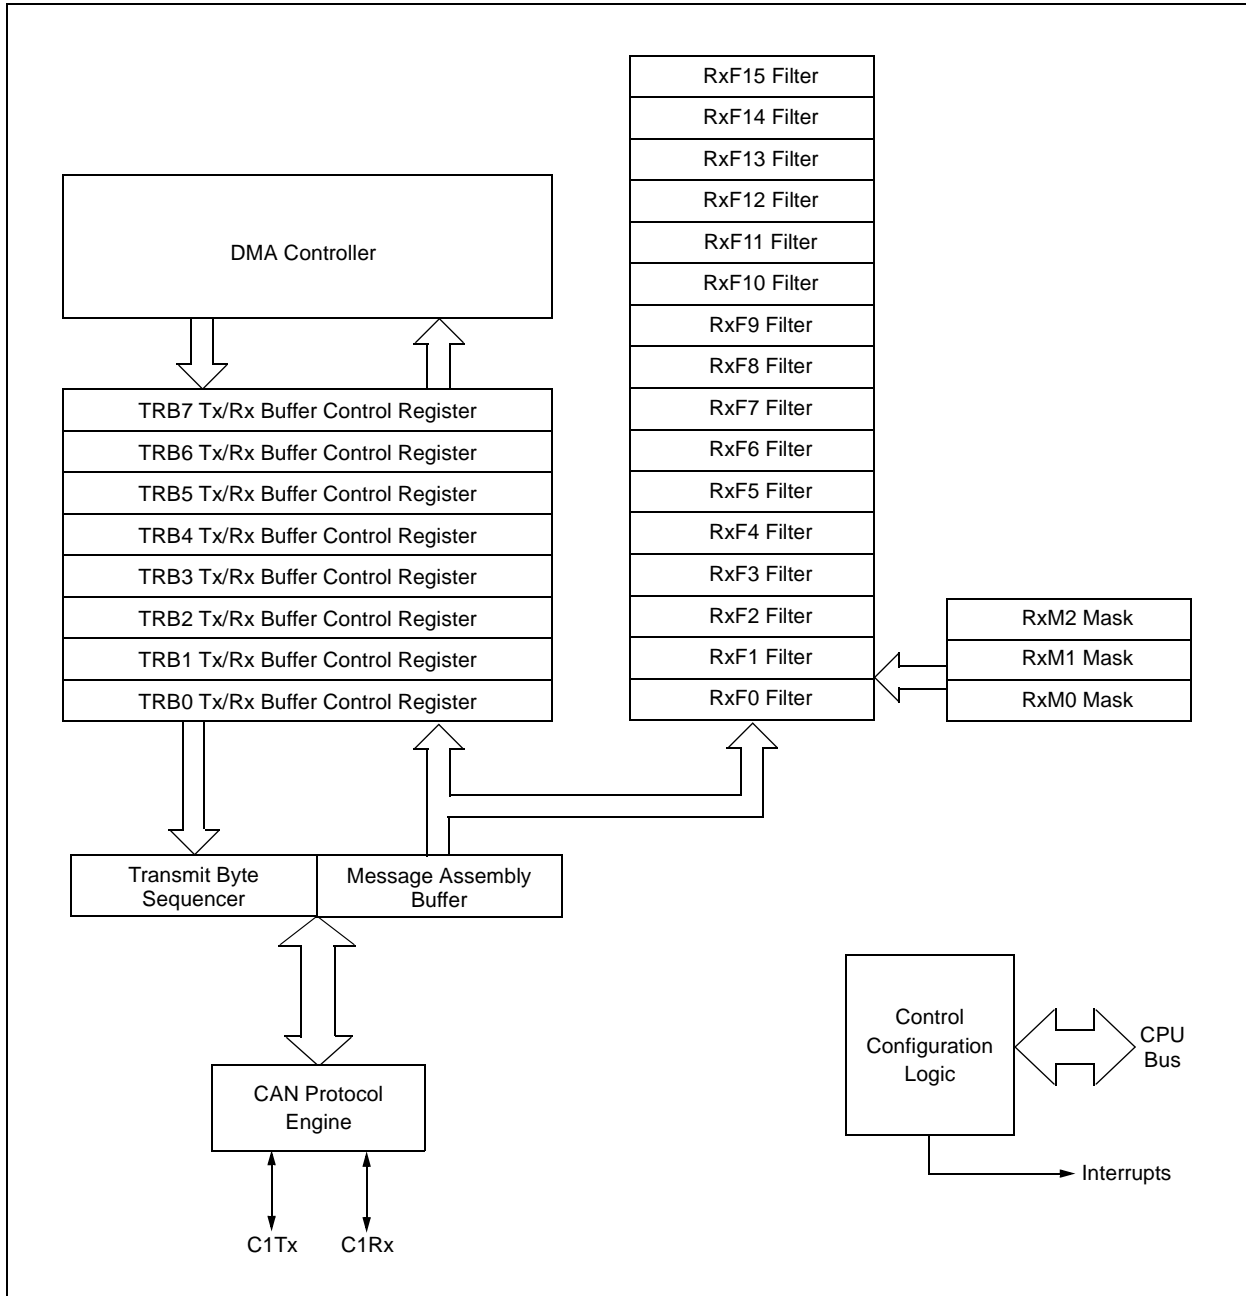 RxF15 Filter
RxF14 Filter
RxF13 Filter
RxF12 Filter
RxF11 Filter
RxF10 Filter
RxF9 Filter
RxF8 Filter
RxF7 Filter
RxF6 Filter
RxF5 Filter
RxF4 Filter
RxF3 Filter
RxF2 Filter
RxF1 Filter
RxF0 Filter
DMA Controller
TRB7 Tx/Rx Buffer Control Register
TRB6 Tx/Rx Buffer Control Register
TRB5 Tx/Rx Buffer Control Register
TRB4 Tx/Rx Buffer Control Register
TRB3 Tx/Rx Buffer Control Register
TRB2 Tx/Rx Buffer Control Register
TRB1 Tx/Rx Buffer Control Register
TRB0 Tx/Rx Buffer Control Register
RxM2 Mask
RxM1 Mask
RxM0 Mask
Transmit Byte
Sequencer
Message Assembly
Buffer
CAN Protocol
Engine
C1Tx
C1Rx
Control
Configuration
Logic
CPU
Bus
Interrupts